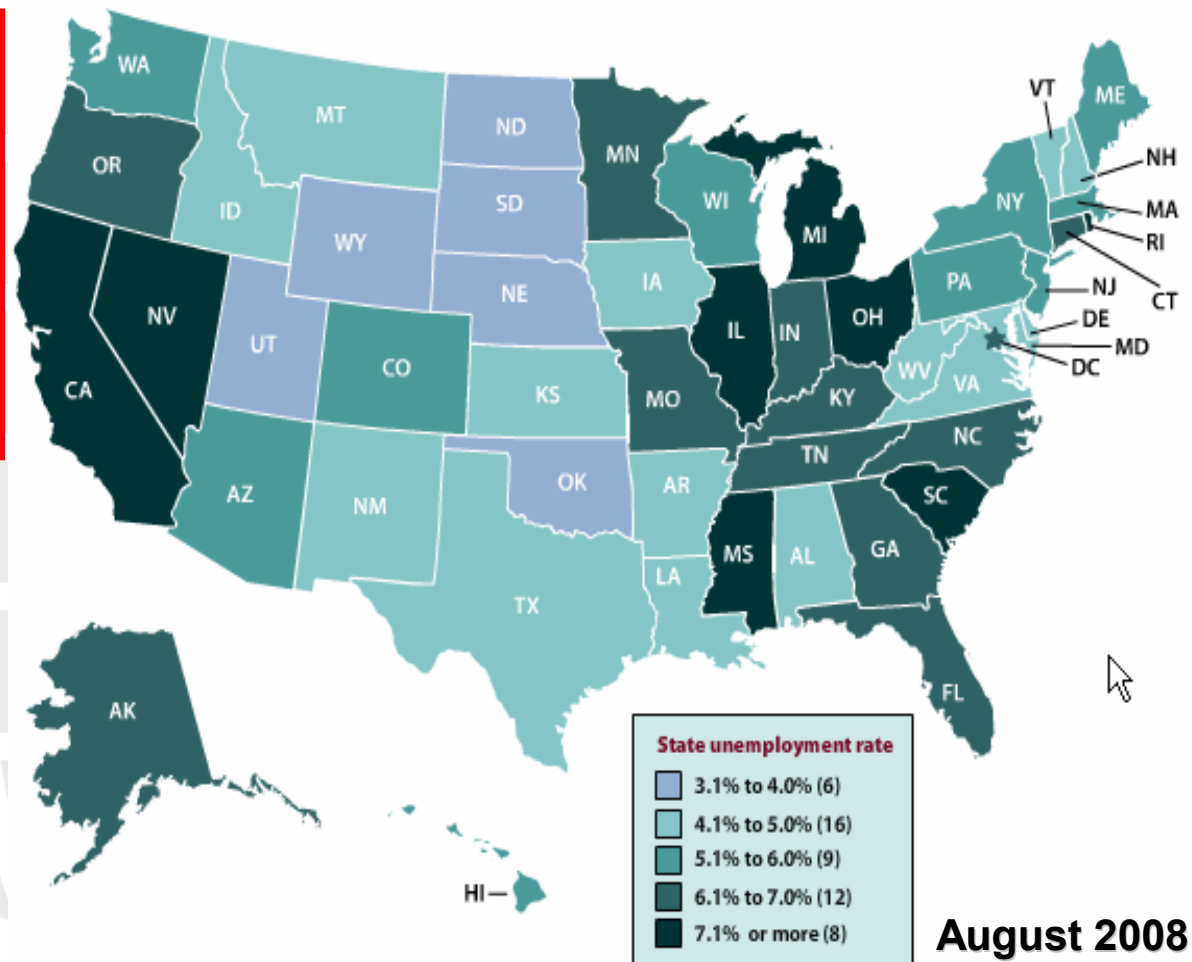 WA
MT
ND
MN
VT
ME
OR
ID
SD
WI
NY
NH
MA
RI
WY
MI
CT
NV
UT
NE
IA
PA
NJ
DE
MD
DC
CA
CO
KS
MO
IL
IN
OH
WV
VA
KY
NC
TN
AZ
NM
OK
AR
SC
MS
AL
GA
LA
TX
FL
AK
HI
State unemployment rate
3.1% to 4.0% (6)
4.1% to 5.0% (16)
5.1% to 6.0% (9)
6.1% to 7.0% (12)
7.1% or more (8)
August 2008